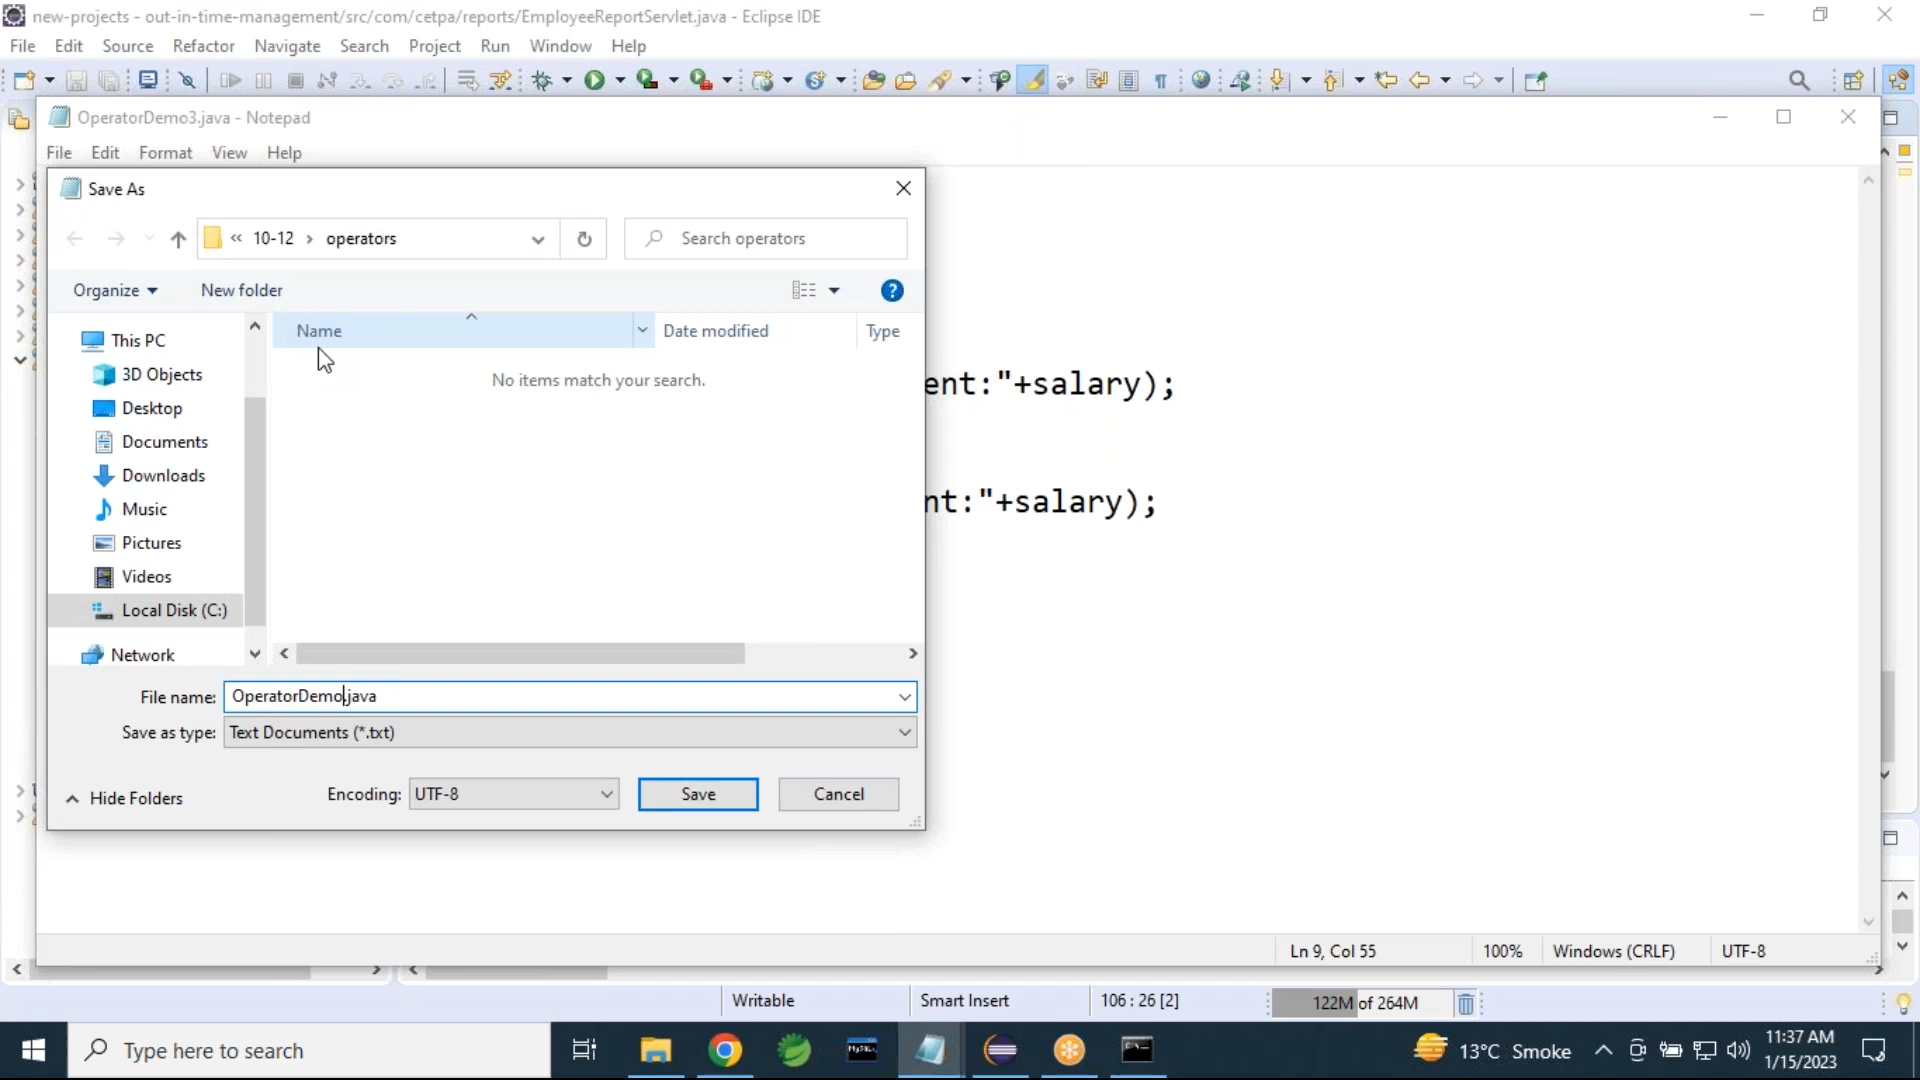 new-projects - out-in-time-management/src/com/cetpa/reports/EmployeeReportServlet.java - Eclipse IDE
File Edit Source Refactor Navigate Search Project Run Window Help
OperatorDemo3.java - Notepad
File Edit Format View Help
Save As
« 10-12 › operators
Search operators
Organize New folder
Name Date modified Type
This PC
No items match your search.
3D Objects
ent:"+salary);
Desktop
Documents
Downloads
nt:"+salary);
Music
Pictures
Videos
Local Disk (C:)
Network
File name: OperatorDemo.java
Save as type: Text Documents (*.txt)
Hide Folders Encoding: UTF-8 Save Cancel
Ln 9, Col 55 100% Windows (CRLF) UTF-8
Writable Smart Insert 106 : 26 [2] 122M of 264M
Type here to search
13°C Smoke
11:37 AM
1/15/2023